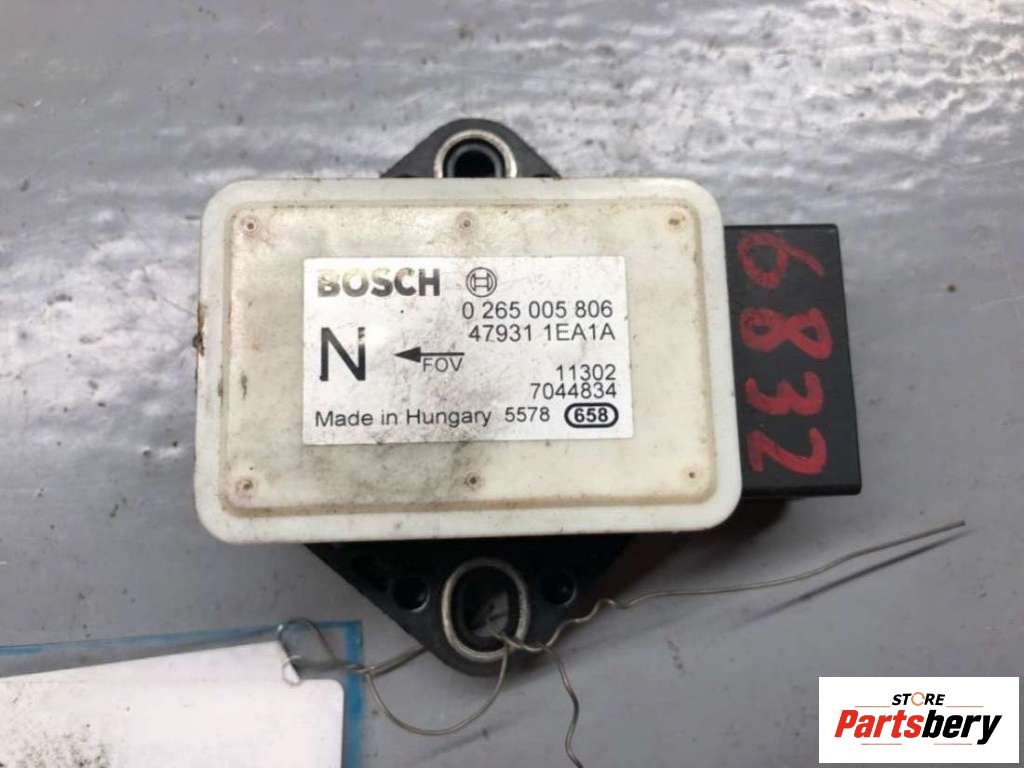 BOSCH
0 265 005 806
47931 1EA1A
N
FOV
11302
7044834
Made in Hungary 5578 658
6832
STORE
Partsbery